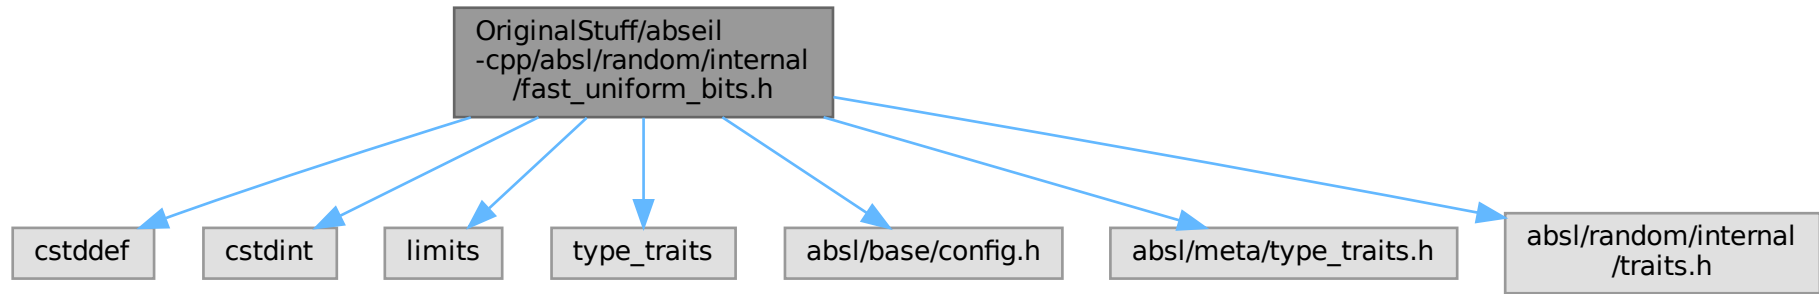 OriginalStuff/abseil
-cpp/absl/random/internal
/fast_uniform_bits.h
cstddef
cstdint
limits
type_traits
absl/base/config.h
absl/meta/type_traits.h
absl/random/internal
/traits.h